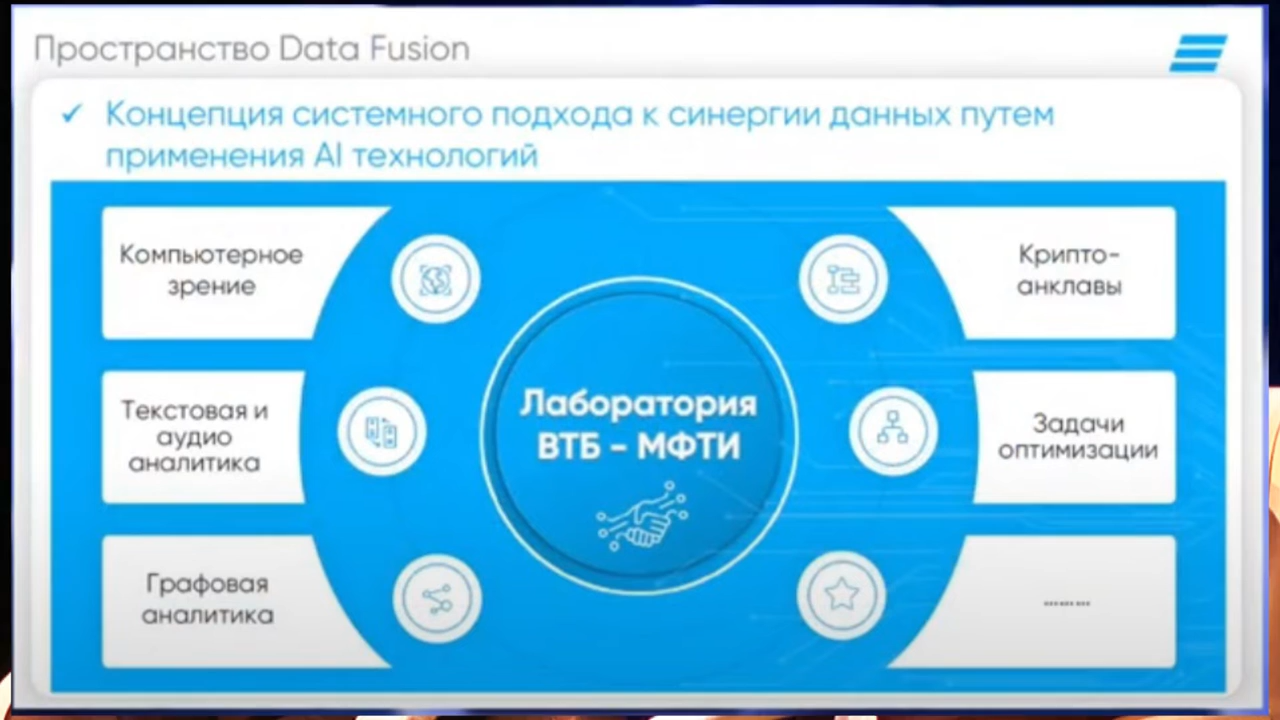 Пространство Data Fusion
✓ Концепция системного подхода к синергии данных путем
применения AI технологий
Компьютерное
зрение
Текстовая и
аудио
аналитика
Графовая
аналитика
Лаборатория
ВТБ - МФТИ
Крипто-
анклавы
Задачи
оптимизации
.........